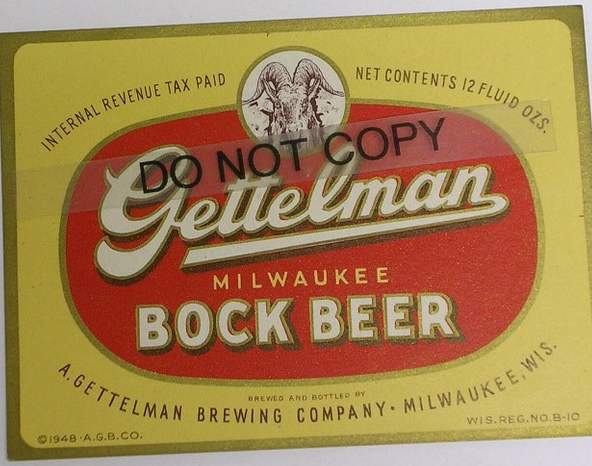 INTERNAL REVENUE TAX PAID
NET CONTENTS 12 FLUID OZS.
DO NOT COPY
Gettelman
MILWAUKEE
BOCK BEER
BREWED AND BOTTLED BY
A. GETTELMAN BREWING COMPANY • MILWAUKEE, WIS.
©1948 • A.G.B.CO.
WIS. REG. NO. B-10